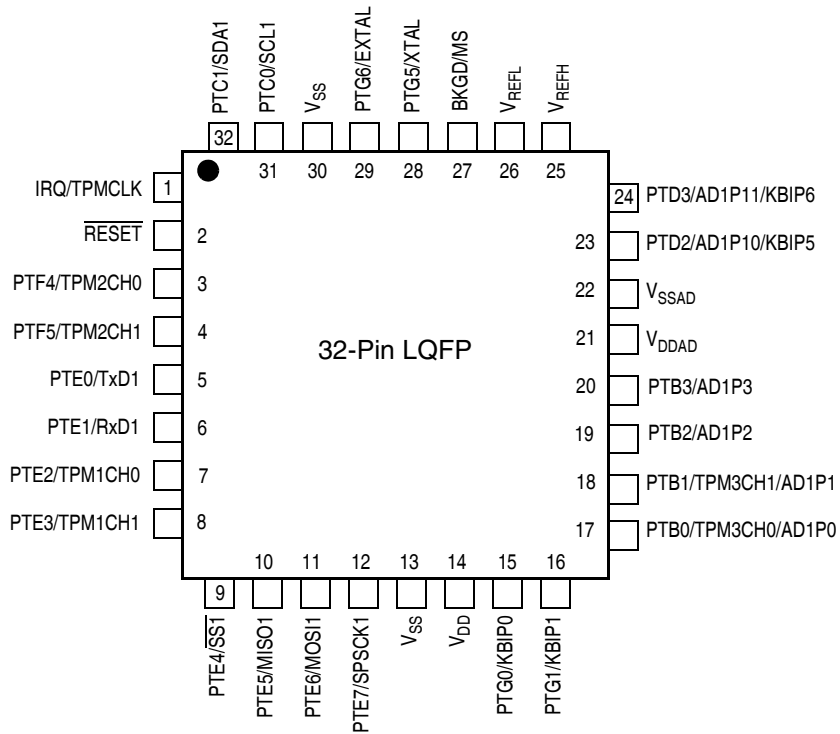 PTC1/SDA1
PTC0/SCL1
VSS
PTG6/EXTAL
PTG5/XTAL
BKGD/MS
VREFL
VREFH
32
31
30
29
28
27
26
25
IRQ/TPMCLK
1
RESET
2
PTF4/TPM2CH0
3
PTF5/TPM2CH1
4
PTE0/TxD1
5
PTE1/RxD1
6
PTE2/TPM1CH0
7
PTE3/TPM1CH1
8
32-Pin LQFP
24
PTD3/AD1P11/KBIP6
23
PTD2/AD1P10/KBIP5
22
VSSAD
21
VDDAD
20
PTB3/AD1P3
19
PTB2/AD1P2
18
PTB1/TPM3CH1/AD1P1
17
PTB0/TPM3CH0/AD1P0
9
10
11
12
13
14
15
16
PTE4/SS1
PTE5/MISO1
PTE6/MOSI1
PTE7/SPSCK1
VSS
VDD
PTG0/KBIP0
PTG1/KBIP1